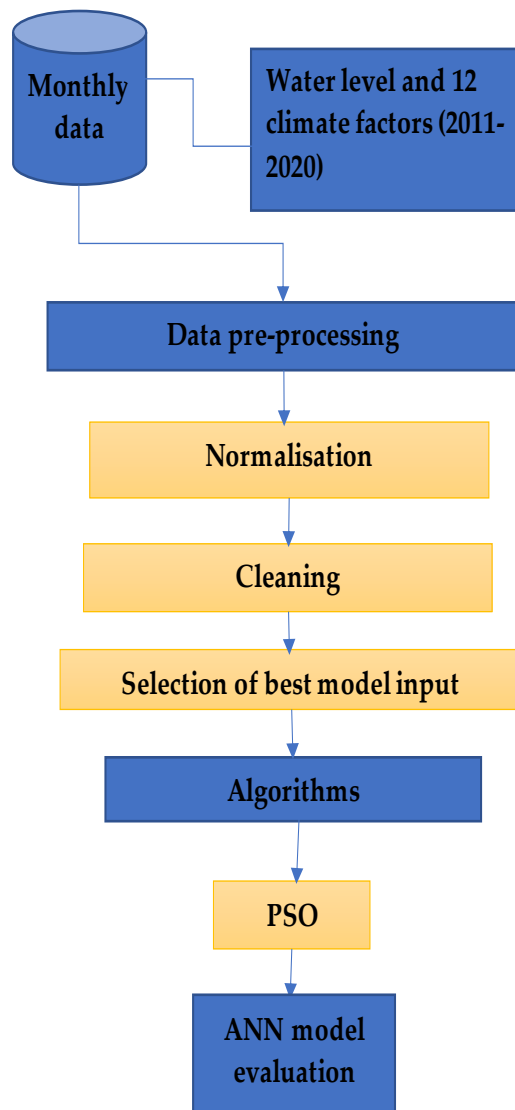 Monthly
data
Water level and 12
climate factors (2011-
2020)
Data pre-processing
Normalisation
Cleaning
Selection of best model input
Algorithms
PSO
ANN model
evaluation